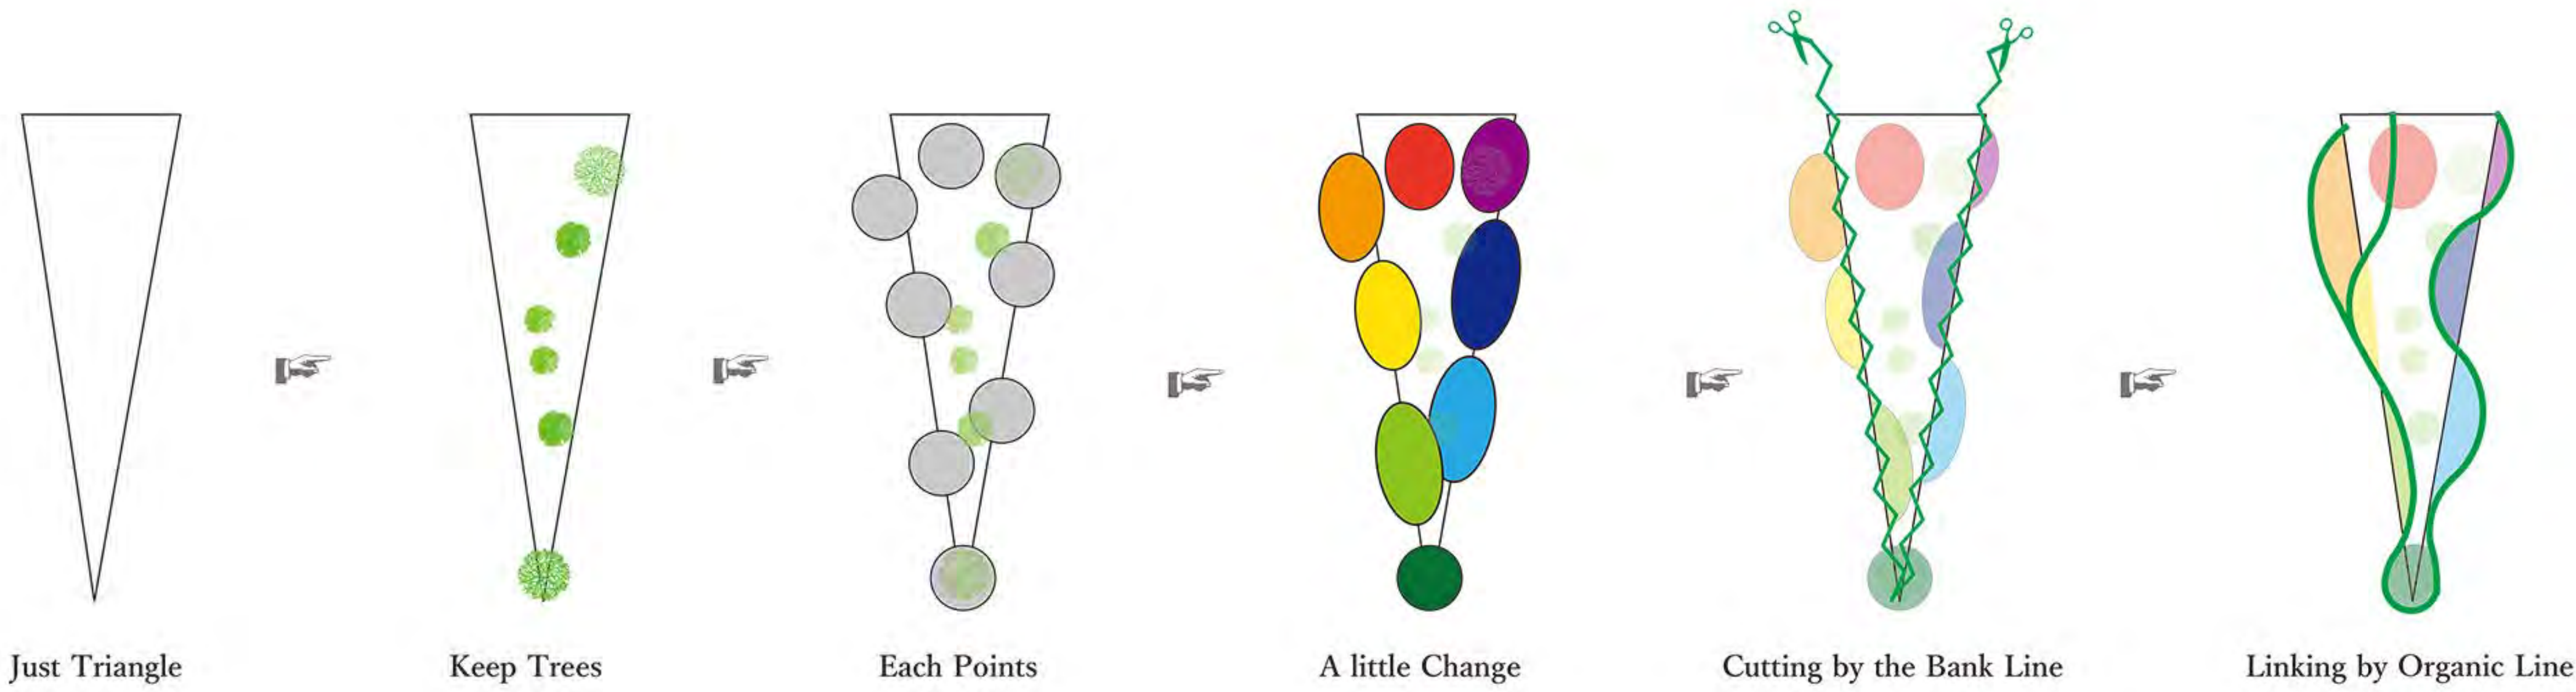 Just Triangle
Keep Trees
Each Points
A little Change
Cutting by the Bank Line
Linking by Organic Line